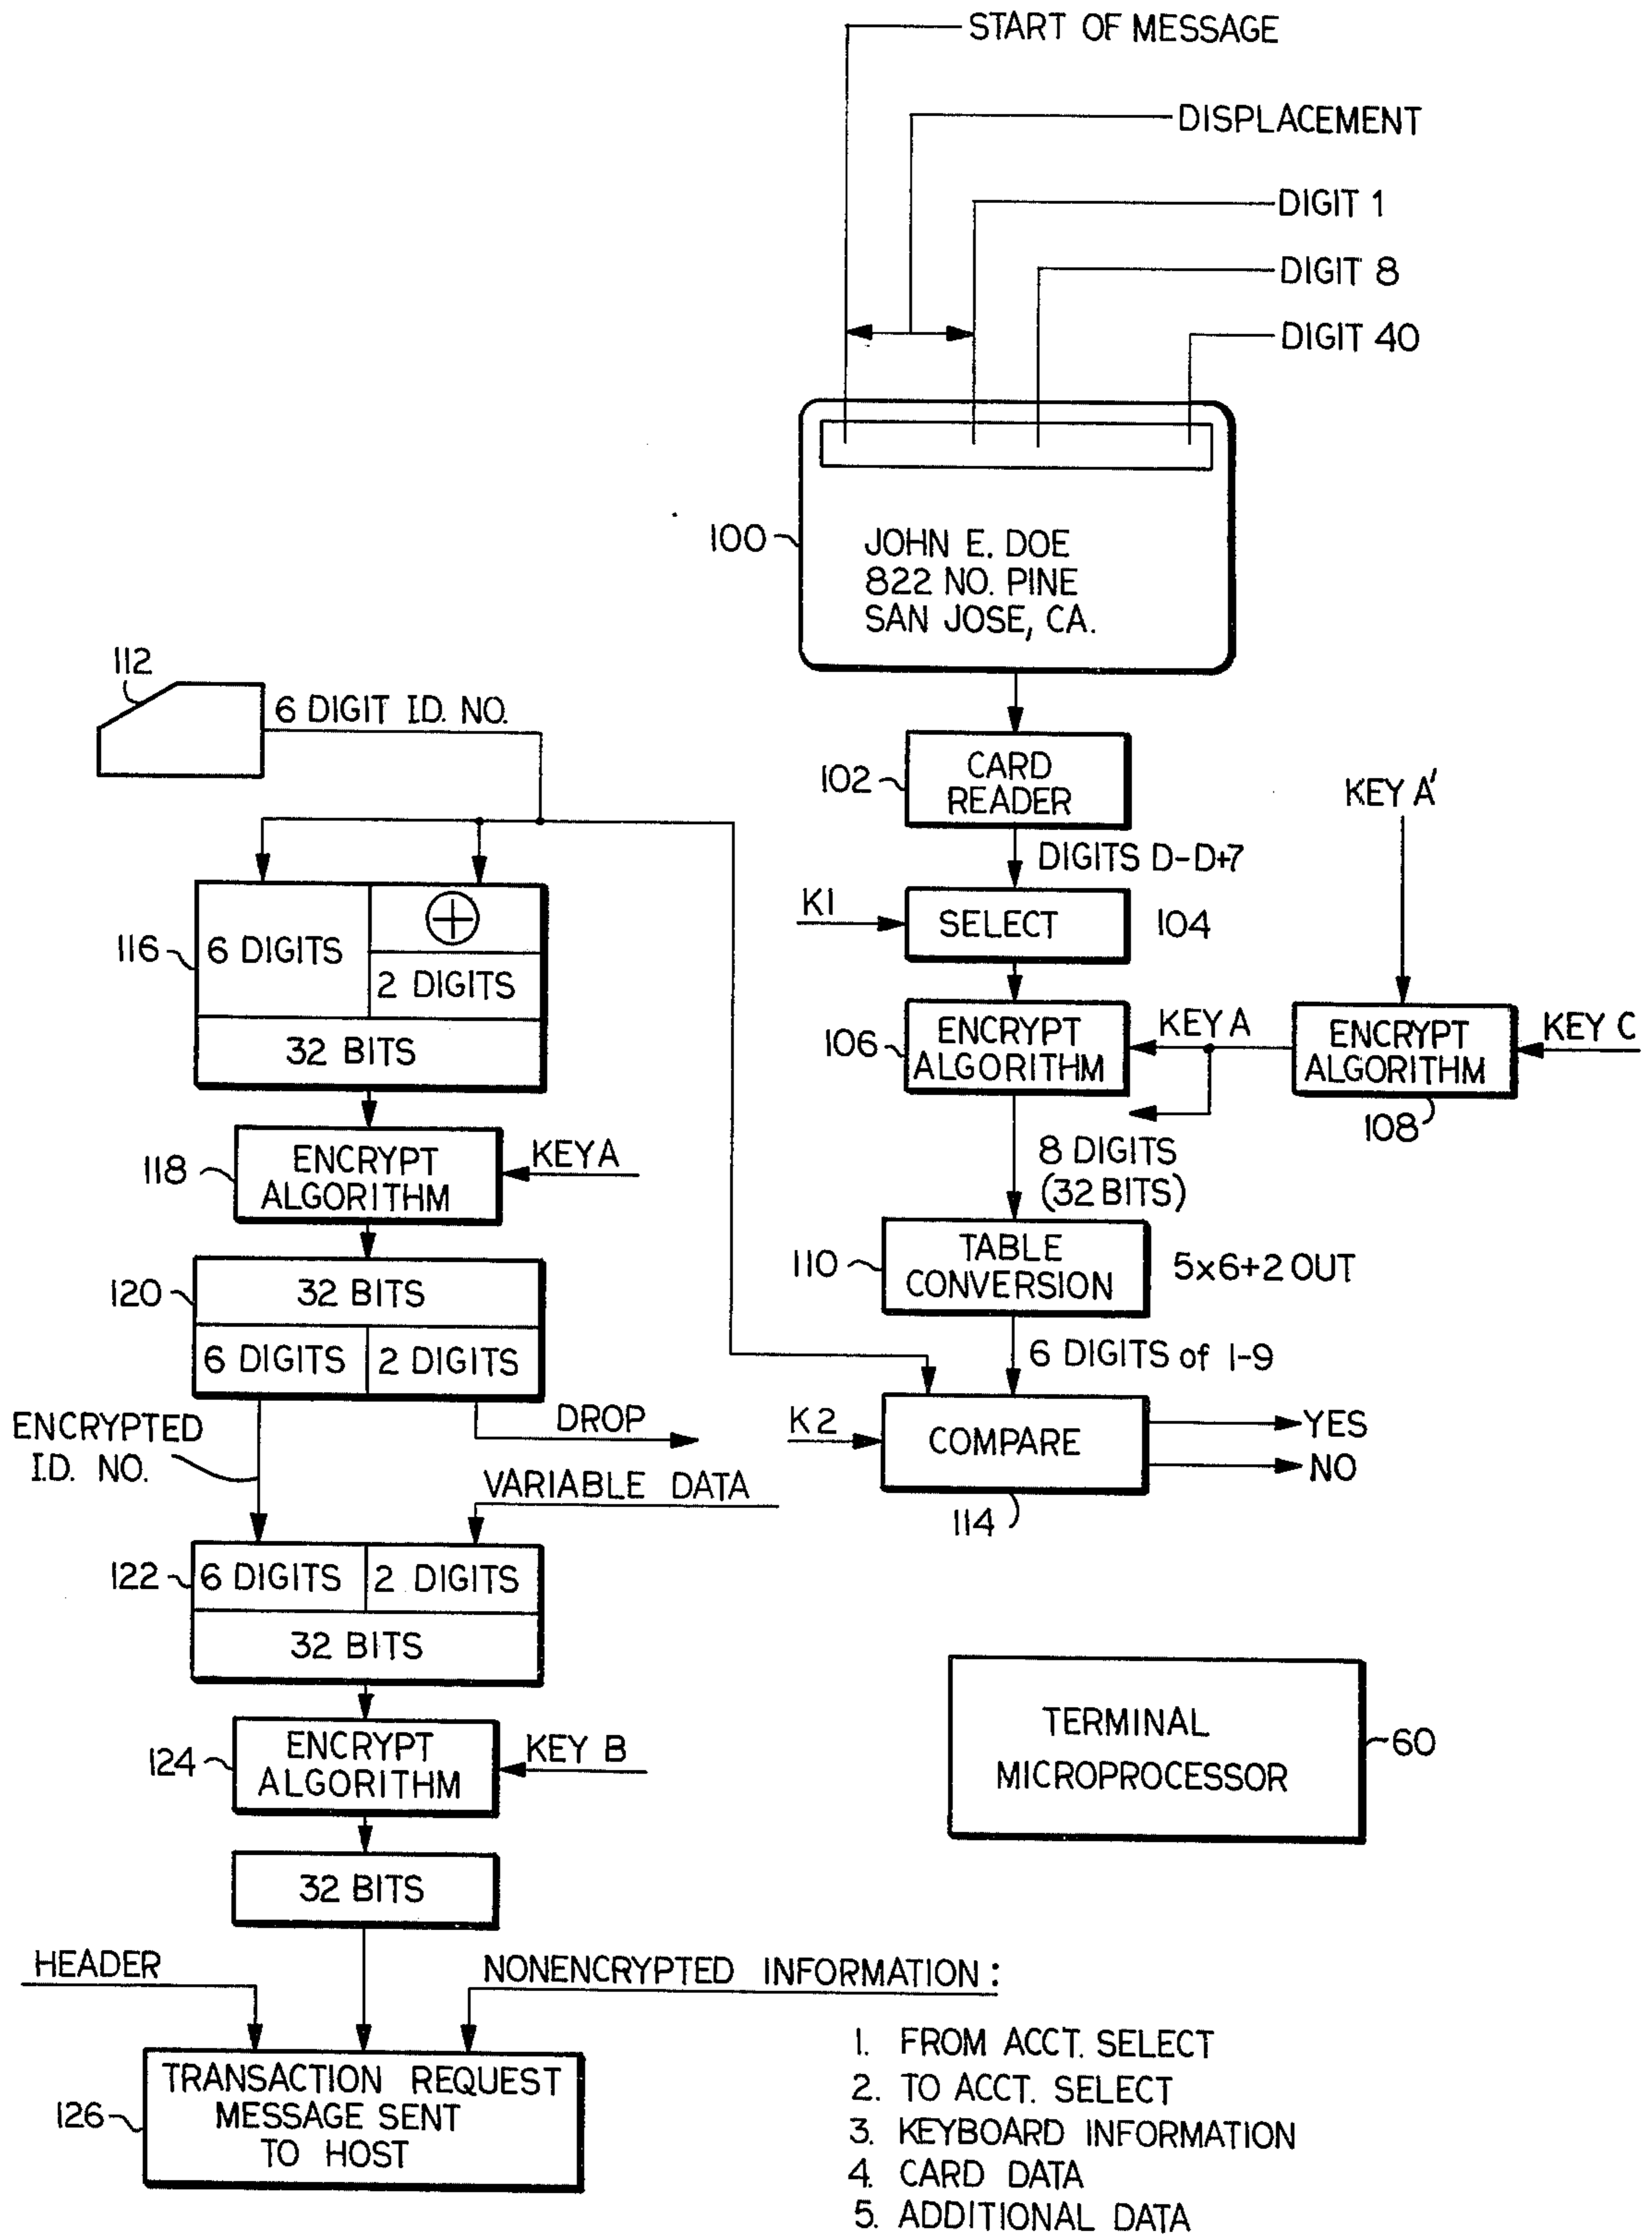 START OF MESSAGE
DISPLACEMENT
DIGIT 1
DIGIT 8
DIGIT 40
100
JOHN E. DOE
822 NO. PINE
SAN JOSE, CA.
112
6 DIGIT I.D. NO.
102
CARD
READER
KEY A'
DIGITS D-D+7
K1
SELECT
104
116
6 DIGITS
2 DIGITS
32 BITS
106
ENCRYPT
ALGORITHM
KEY A
ENCRYPT
ALGORITHM
KEY C
108
118
ENCRYPT
ALGORITHM
KEY A
8 DIGITS
(32 BITS)
110
TABLE
CONVERSION
5x6+2 OUT
120
32 BITS
6 DIGITS
2 DIGITS
6 DIGITS of 1-9
ENCRYPTED
I.D. NO.
DROP
K2
COMPARE
YES
NO
114
VARIABLE DATA
122
6 DIGITS
2 DIGITS
32 BITS
124
ENCRYPT
ALGORITHM
KEY B
TERMINAL
MICROPROCESSOR
60
32 BITS
HEADER
NONENCRYPTED INFORMATION:
126
TRANSACTION REQUEST
MESSAGE SENT
TO HOST
1. FROM ACCT. SELECT
2. TO ACCT. SELECT
3. KEYBOARD INFORMATION
4. CARD DATA
5. ADDITIONAL DATA